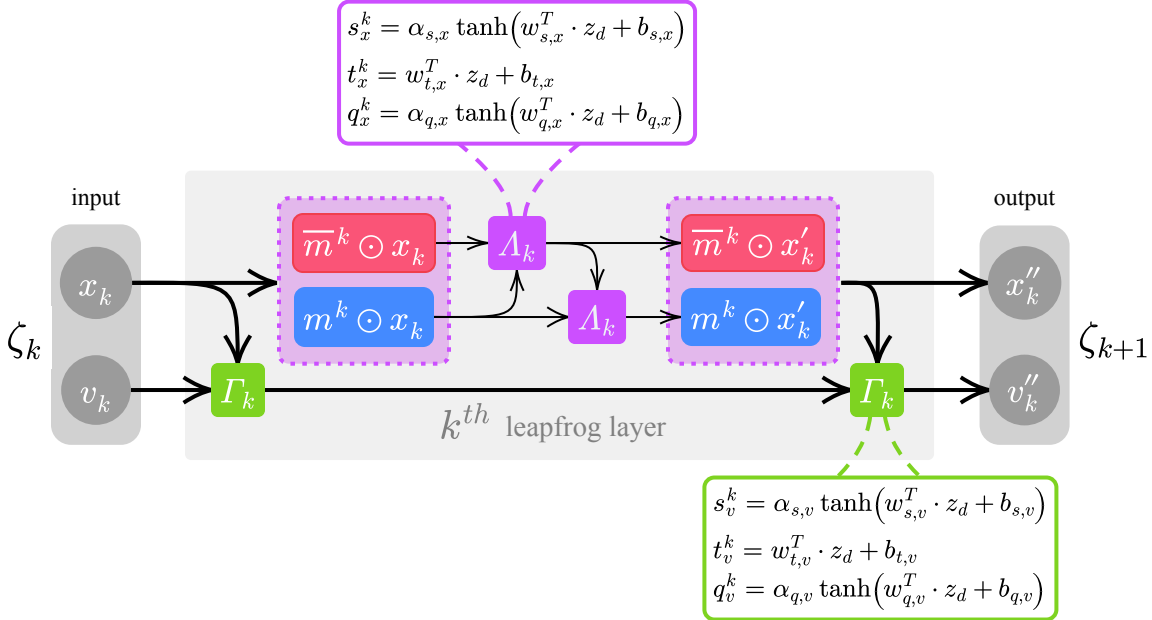 s_x^k = α_{s,x} tanh(w_{s,x}^T · z_d + b_{s,x})
t_x^k = w_{t,x}^T · z_d + b_{t,x}
q_x^k = α_{q,x} tanh(w_{q,x}^T · z_d + b_{q,x})
input
output
m̅^k ⊙ x_k
Λ_k
m̅^k ⊙ x′_k
x_k
x″_k
m^k ⊙ x_k
Λ_k
m^k ⊙ x′_k
ζ_k
ζ_{k+1}
v_k
Γ_k
Γ_k
v″_k
k^{th} leapfrog layer
s_v^k = α_{s,v} tanh(w_{s,v}^T · z_d + b_{s,v})
t_v^k = w_{t,v}^T · z_d + b_{t,v}
q_v^k = α_{q,v} tanh(w_{q,v}^T · z_d + b_{q,v})